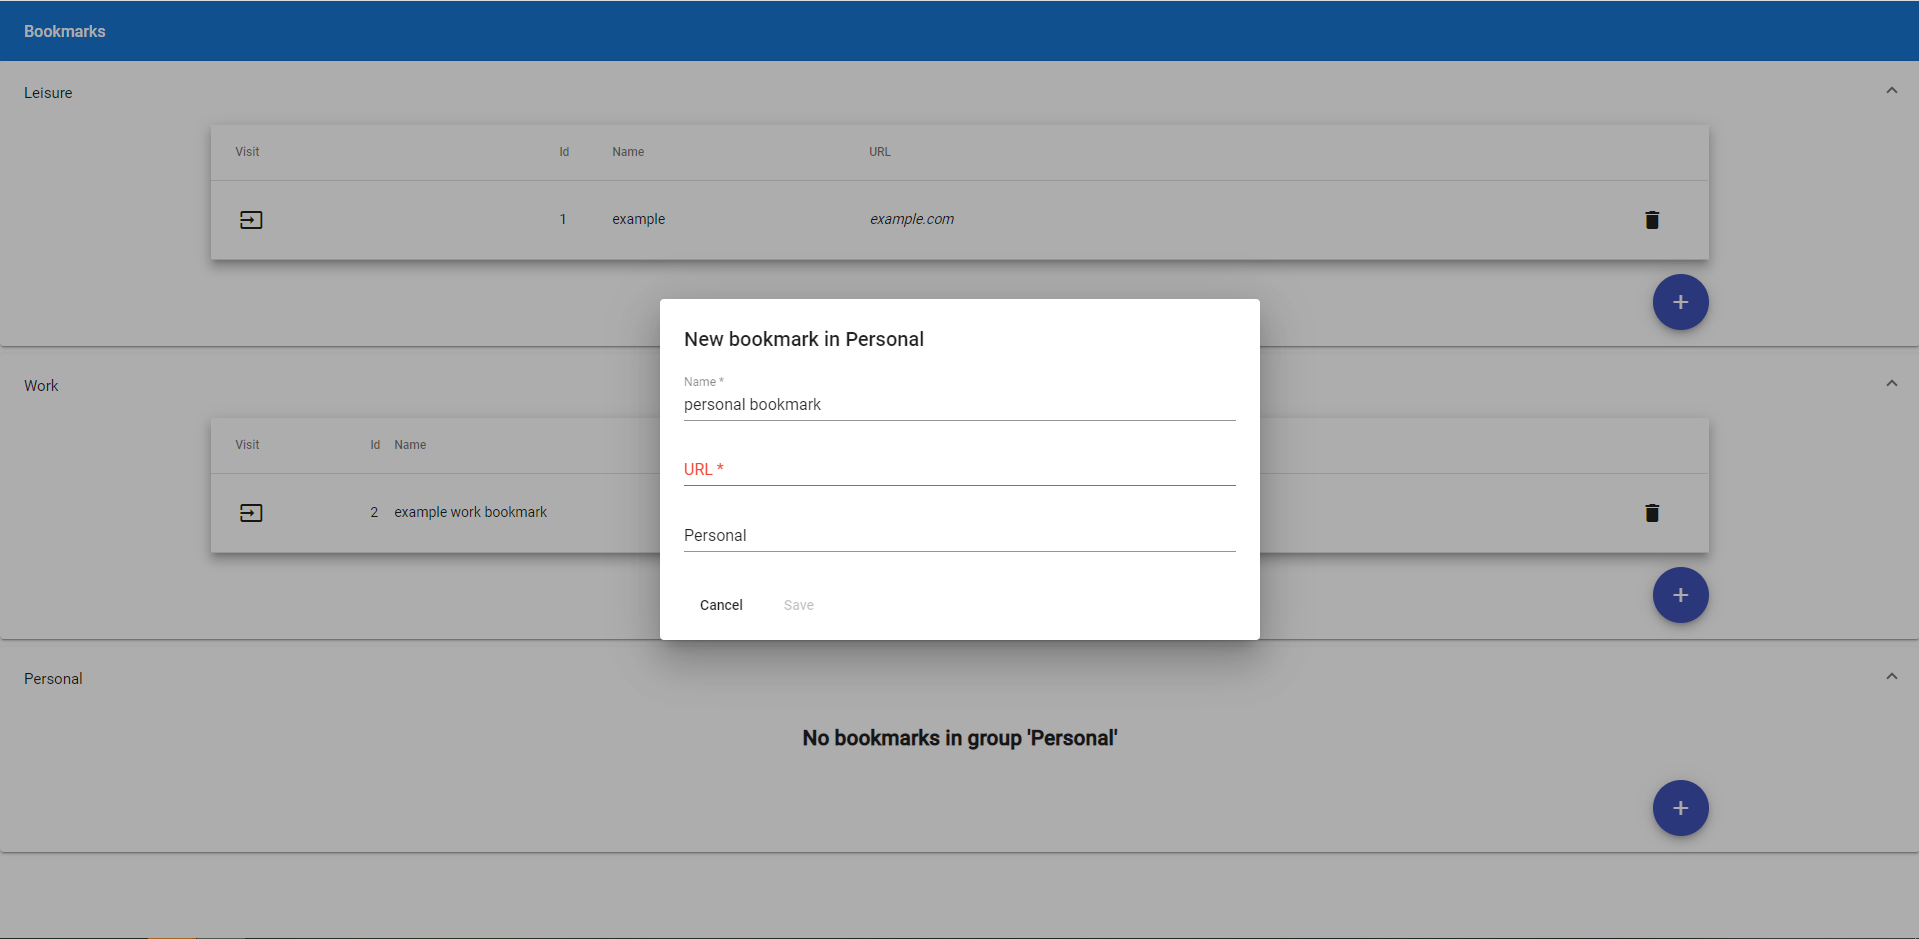 Bookmarks
Leisure
Visit Id Name URL
1 example example.com
+
New bookmark in Personal
Name *
personal bookmark
URL *
Personal
Cancel Save
Work
Visit Id Name
2 example work bookmark
+
Personal
No bookmarks in group 'Personal'
+